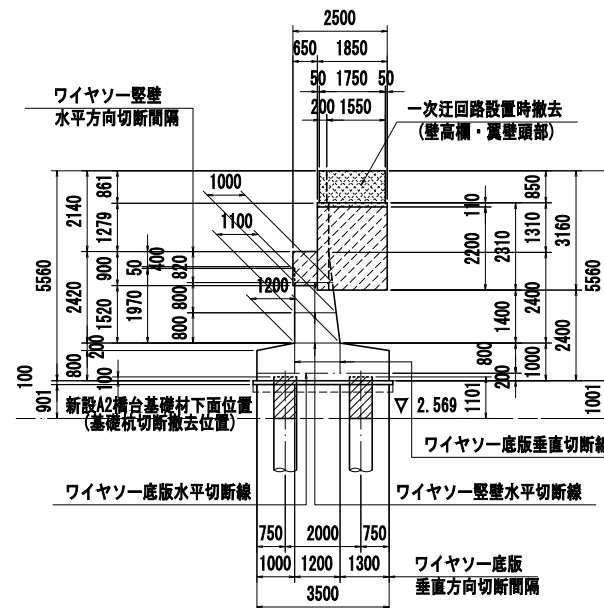 2500
650 1850
50 1750 50
200 1550
ワイヤソー竪壁
水平方向切断間隔
一次迂回路設置時撤去
(壁高欄・翼壁頭部)
1000
1100
1200
5560
2140
2420
861
1279
900
1520
800
200
50
1970
400
820
800
800
100
901
100
110
2200
2310
1400
850
1310
2400
1000
3160
2400
5560
800
200
1101
1001
新設A2橋台基礎材下面位置
(基礎杭切断撤去位置)
▽ 2.569
ワイヤソー底版垂直切断線
ワイヤソー底版水平切断線
ワイヤソー竪壁水平切断線
750 2000 750
1000 1200 1300
3500
ワイヤソー底版
垂直方向切断間隔